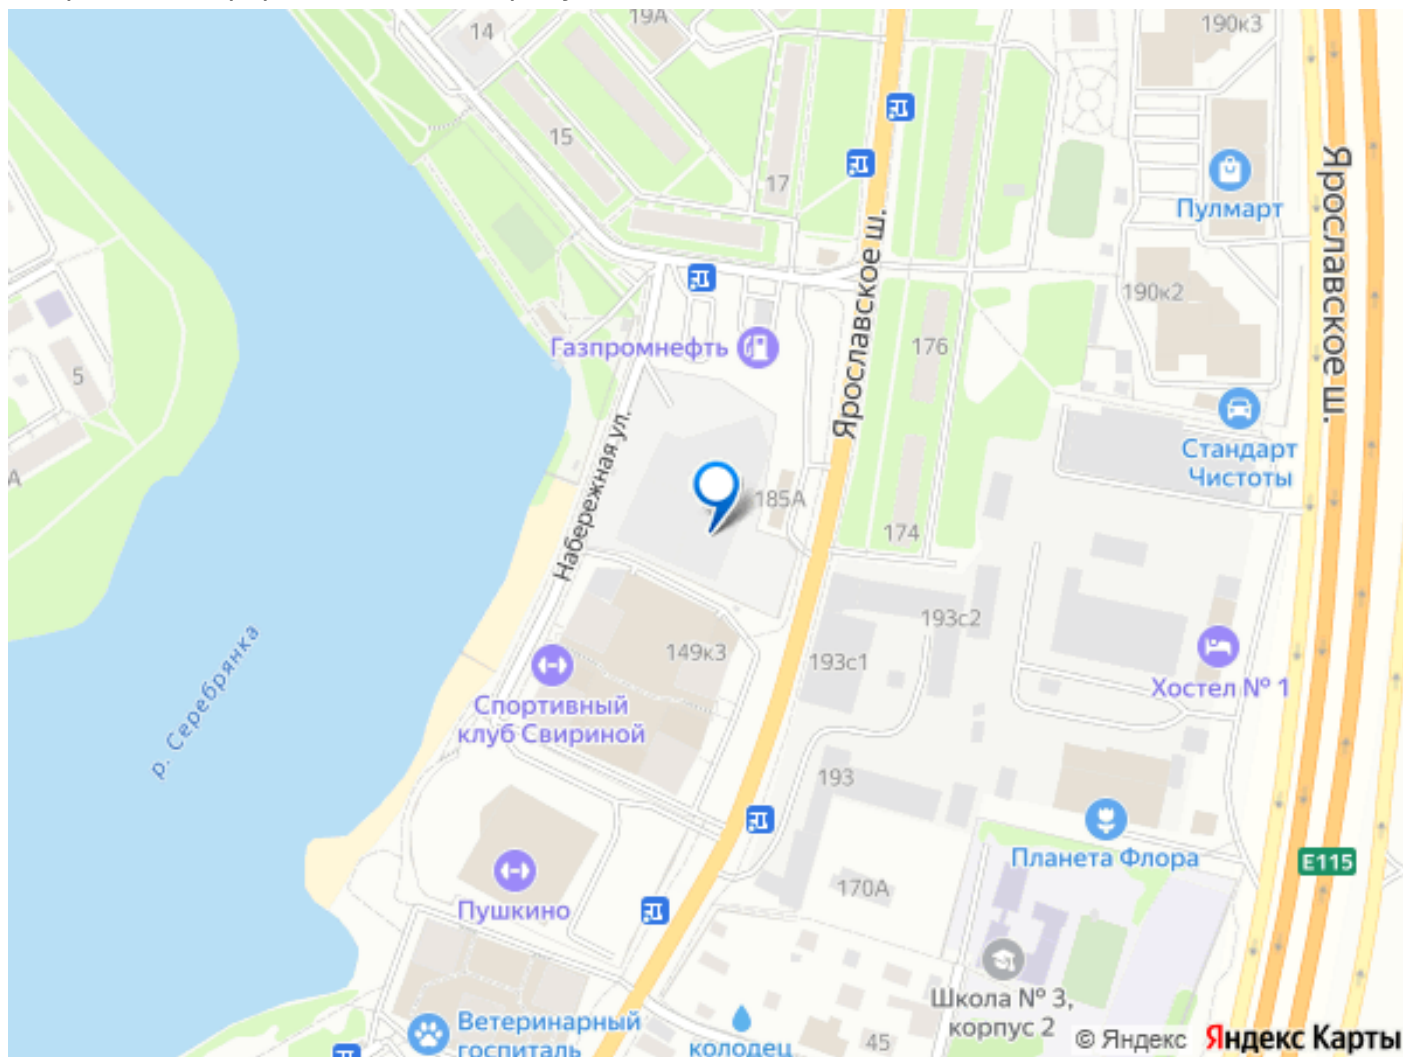 14
19А
190к3
15
17
Пулмарт
Ярославское ш.
Ярославское ш.
190к2
5
176
Газпромнефть
А
Набережная ул.
185А
174
Стандарт
Чистоты
193с2
149к3
193с1
р. Серебрянка
Спортивный
клуб Свириной
Хостел № 1
193
Планета Флора
E115
170А
Пушкино
Школа № 3,
корпус 2
Ветеринарный
госпиталь
колодец
45
© Яндекс Яндекс Карты